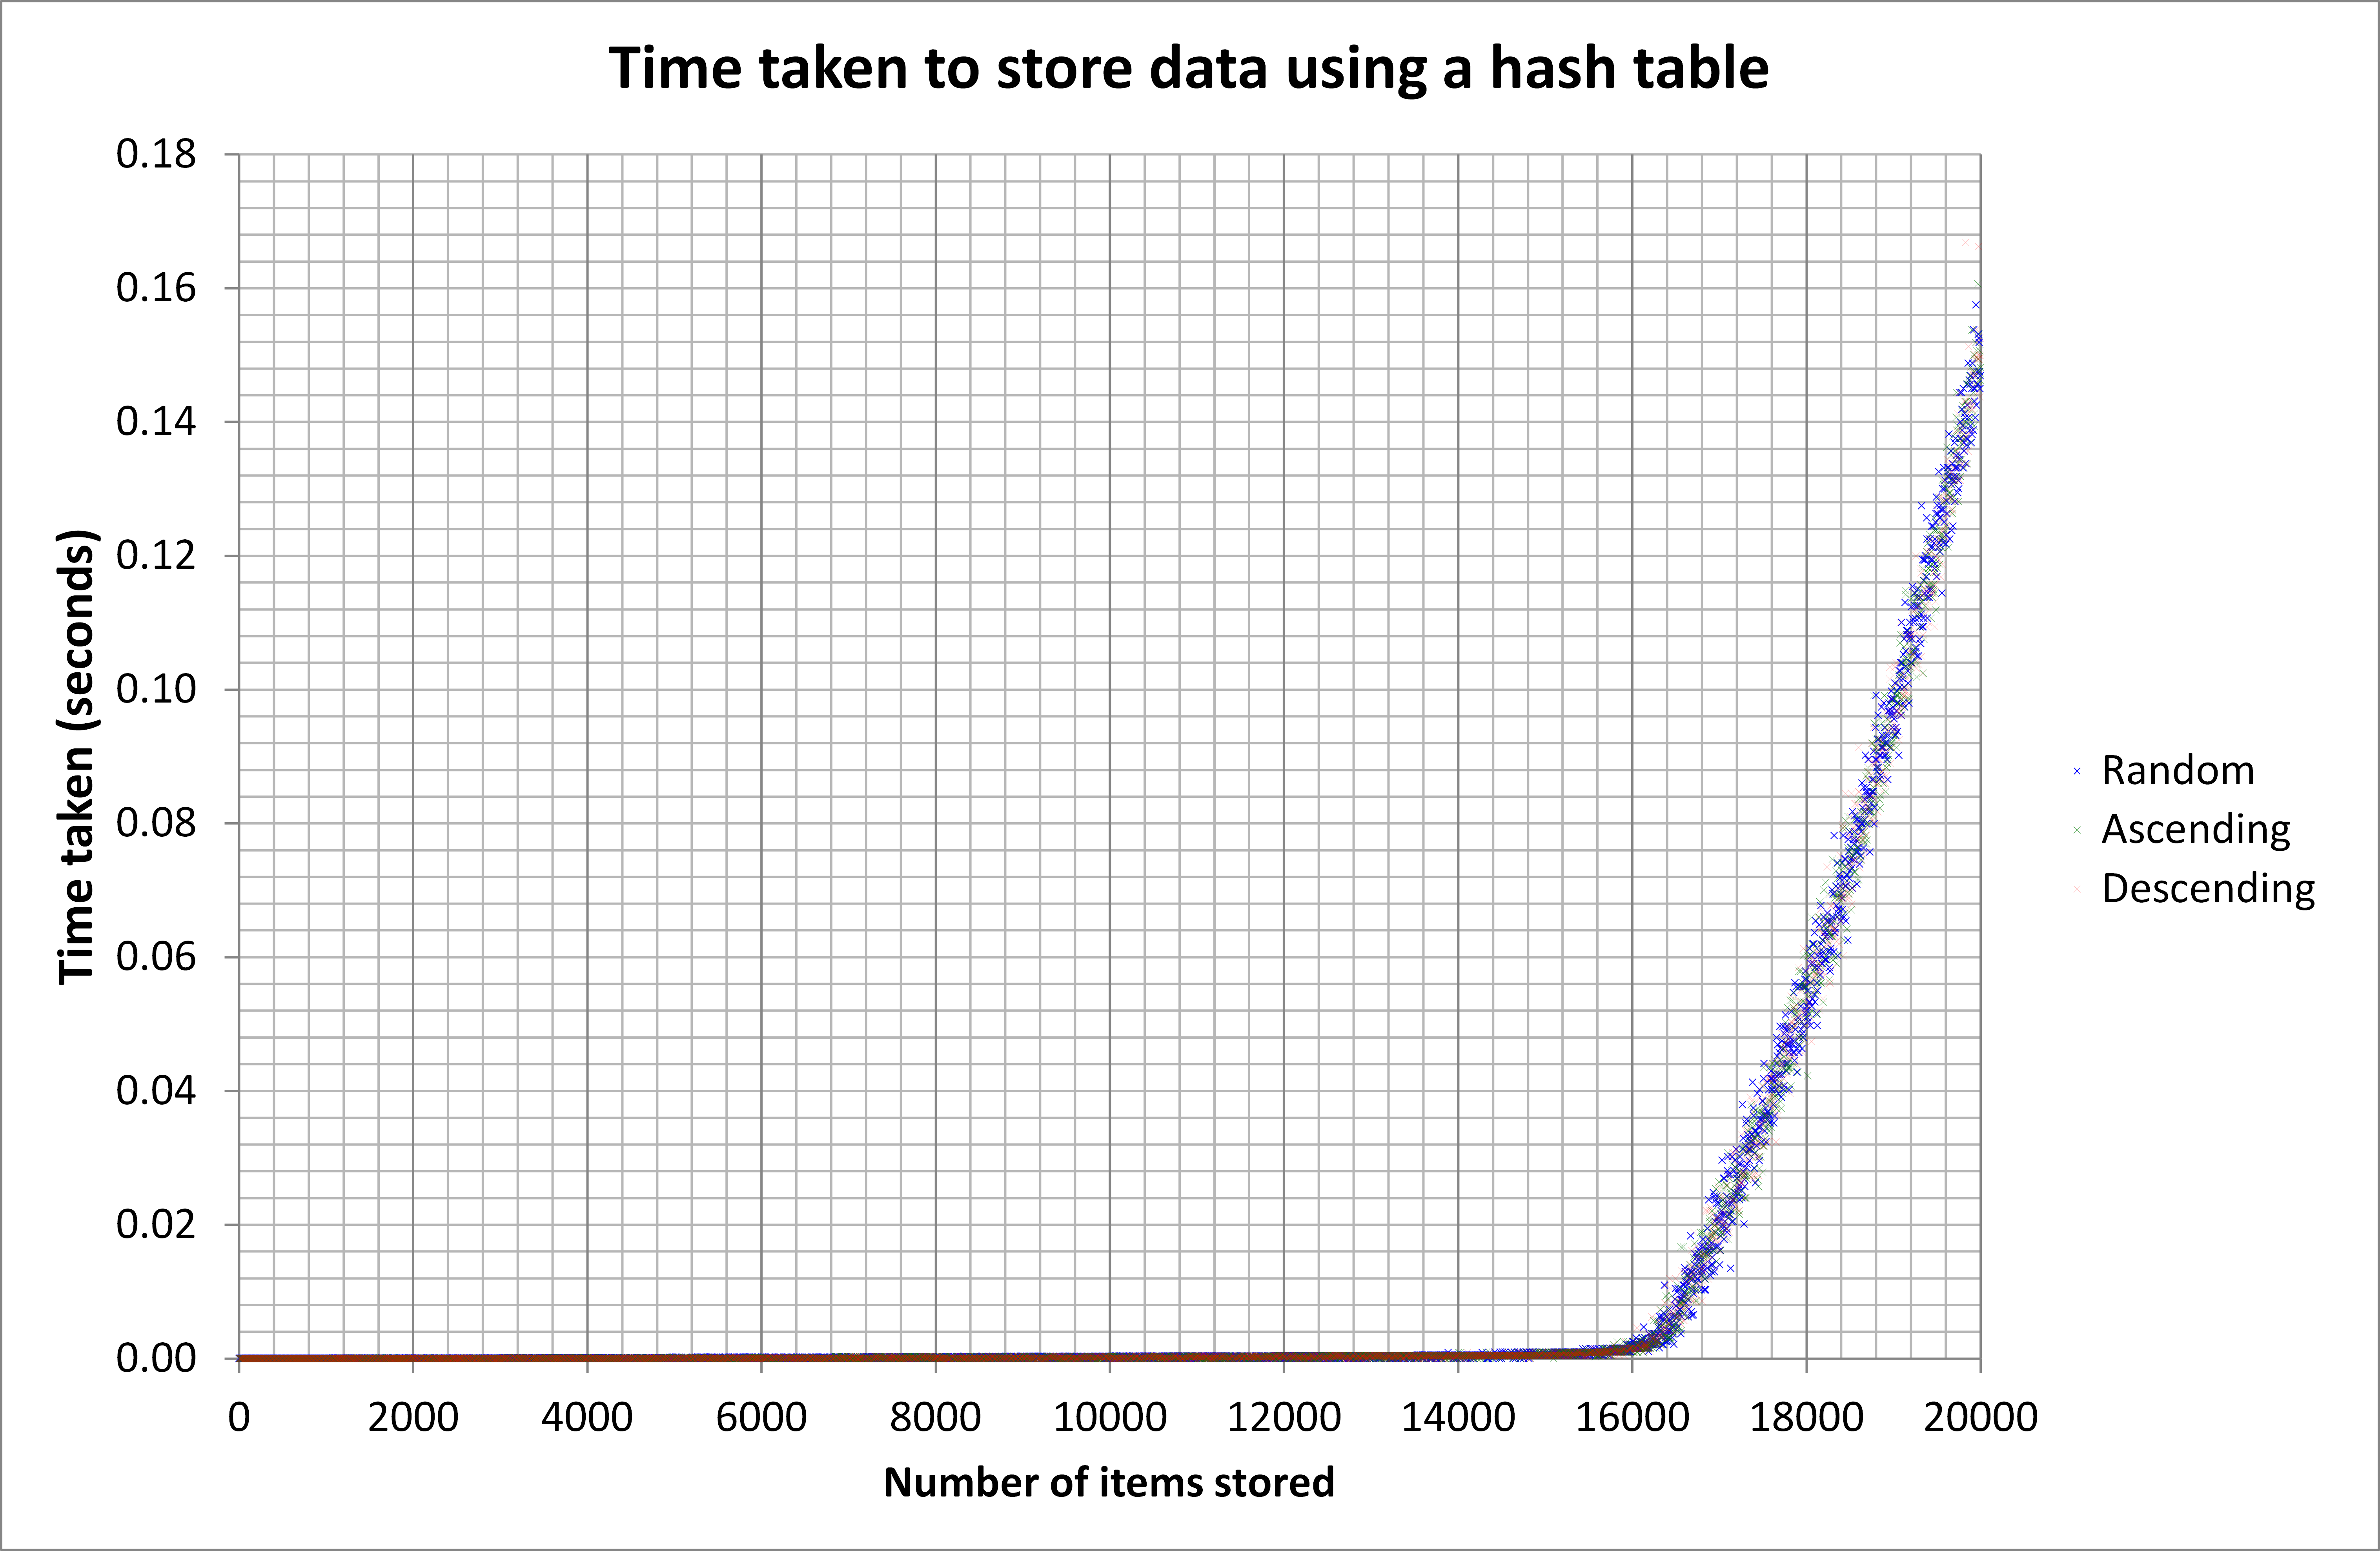 Time taken to store data using a hash table
0.18
0.16
0.14
0.12
0.10
0.08
0.06
0.04
0.02
0.00
Time taken (seconds)
0 2000 4000 6000 8000 10000 12000 14000 16000 18000 20000
Number of items stored
Random
Ascending
Descending